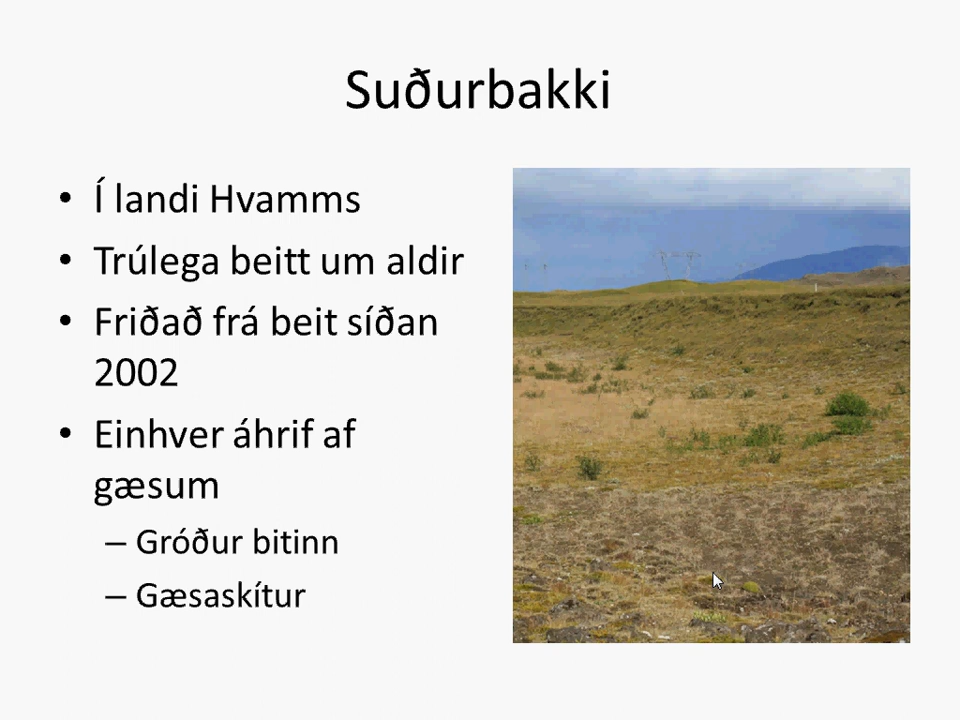 Suðurbakki
• Í landi Hvamms
• Trúlega beitt um aldir
• Friðað frá beit síðan
2002
• Einhver áhrif af
gæsum
– Gróður bitinn
– Gæsaskítur